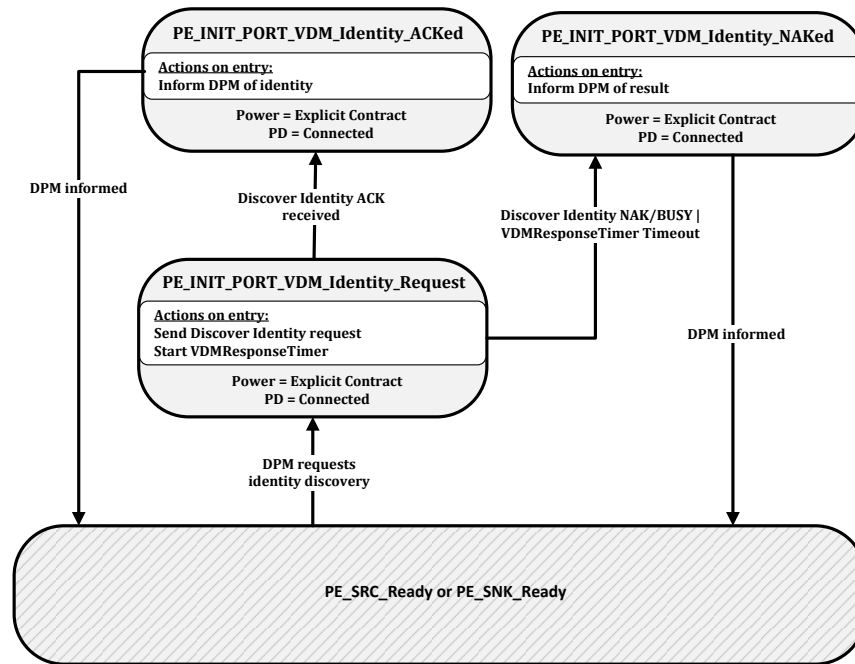 PE_INIT_PORT_VDM_Identity_ACKed
Actions on entry:
Inform DPM of identity
Power = Explicit Contract
PD = Connected
PE_INIT_PORT_VDM_Identity_NAKed
Actions on entry:
Inform DPM of result
Power = Explicit Contract
PD = Connected
DPM informed
Discover Identity ACK
received
Discover Identity NAK/BUSY |
VDMResponseTimer Timeout
PE_INIT_PORT_VDM_Identity_Request
Actions on entry:
Send Discover Identity request
Start VDMResponseTimer
Power = Explicit Contract
PD = Connected
DPM informed
DPM requests
identity discovery
PE_SRC_Ready or PE_SNK_Ready